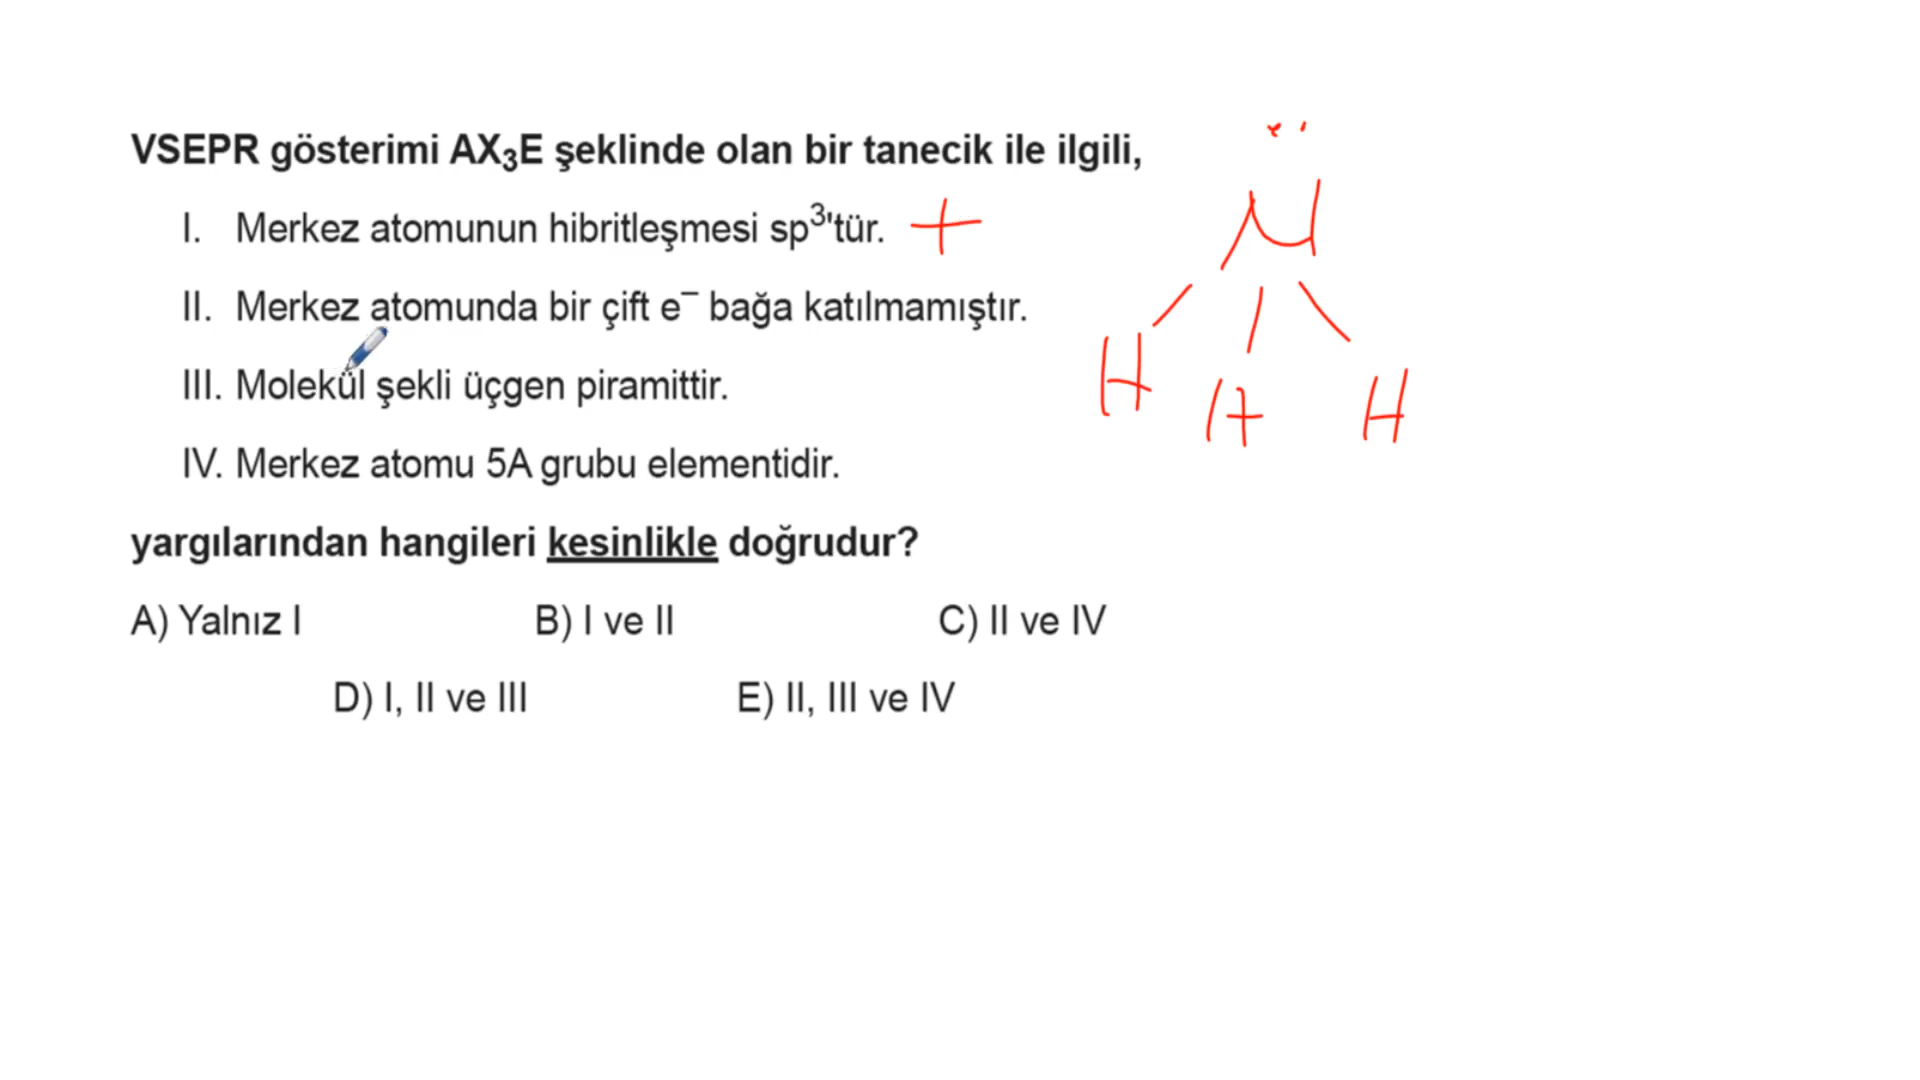 VSEPR gösterimi AX₃E şeklinde olan bir tanecik ile ilgili,
I. Merkez atomunun hibritleşmesi sp³'tür. +
II. Merkez atomunda bir çift e⁻ bağa katılmamıştır.
III. Molekül şekli üçgen piramittir.
IV. Merkez atomu 5A grubu elementidir.
yargılarından hangileri kesinlikle doğrudur?
A) Yalnız I B) I ve II C) II ve IV
D) I, II ve III E) II, III ve IV
N
H H H